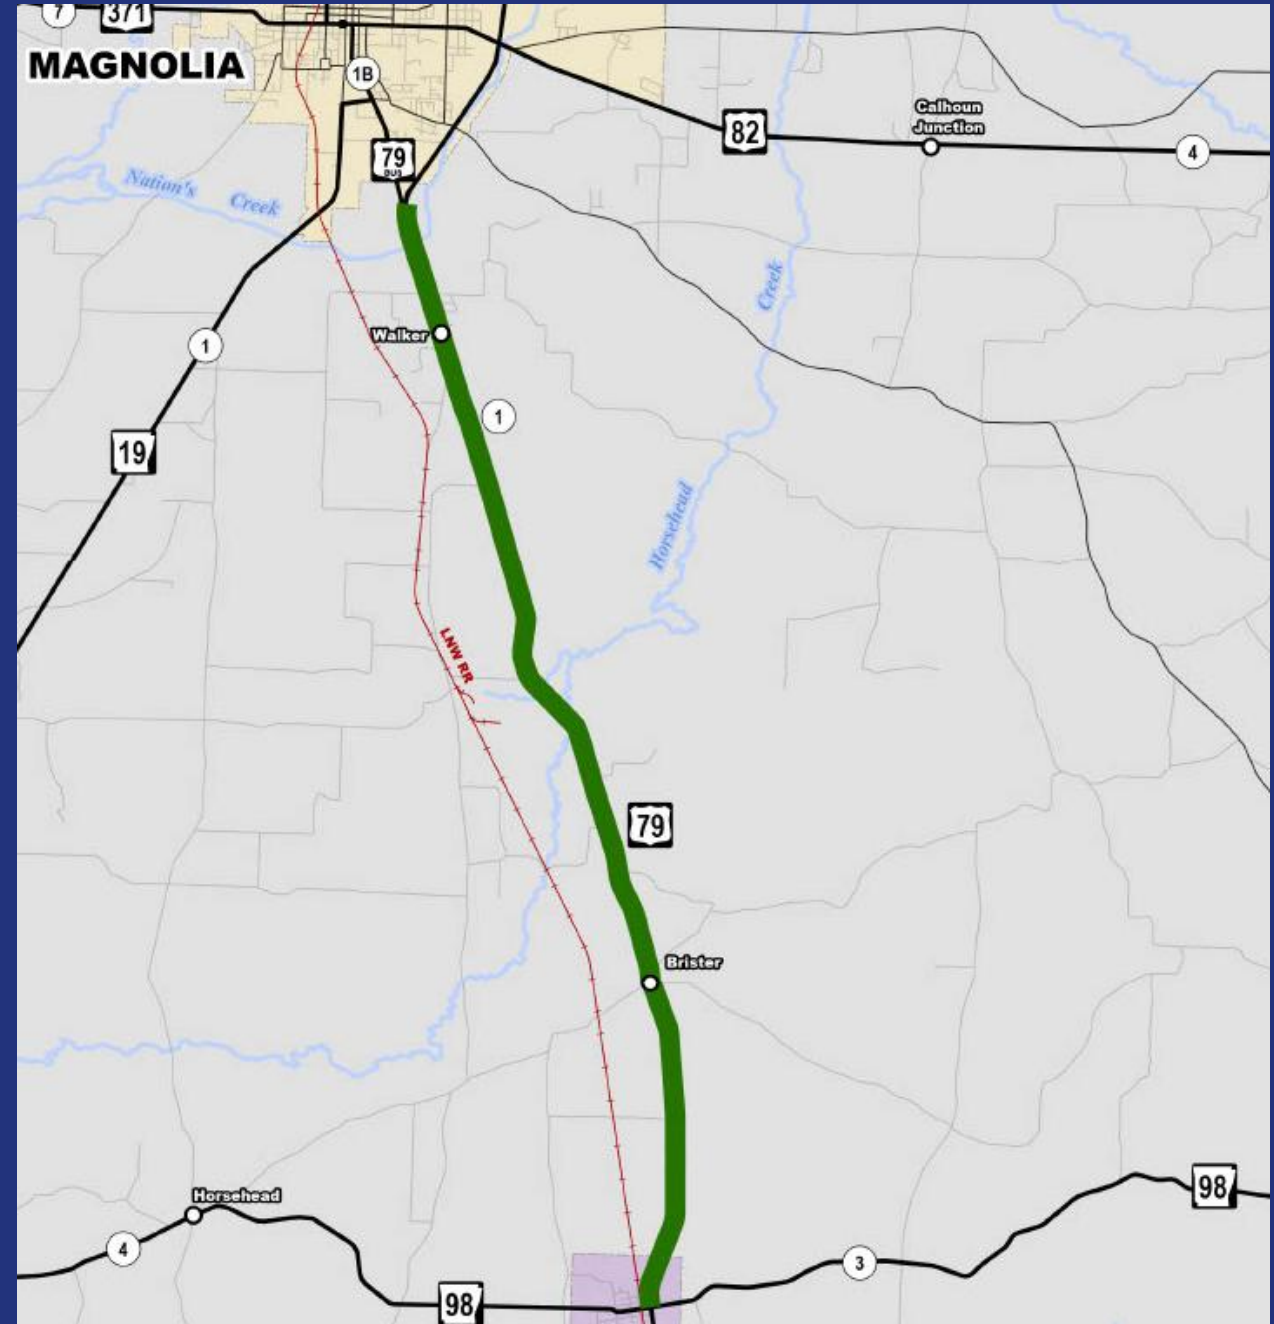 7
371
MAGNOLIA
1B
82
Calhoun
Junction
4
79
BUS
Nation's Creek
Creek
Walker
1
1
19
Horsehead
LNW RR
79
Brister
Horsehead
98
4
3
98